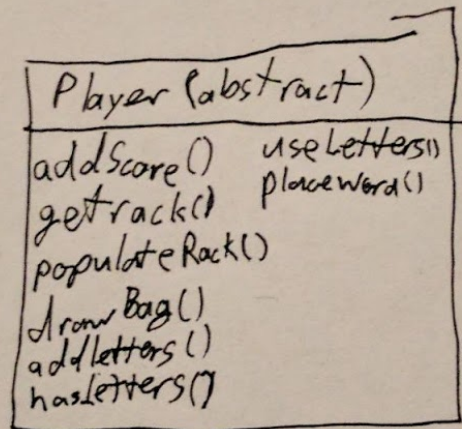 Player (abstract)
addScore() useLetters()
getrack() placeWord()
populateRack()
drawBag()
addletters()
hasLetters()